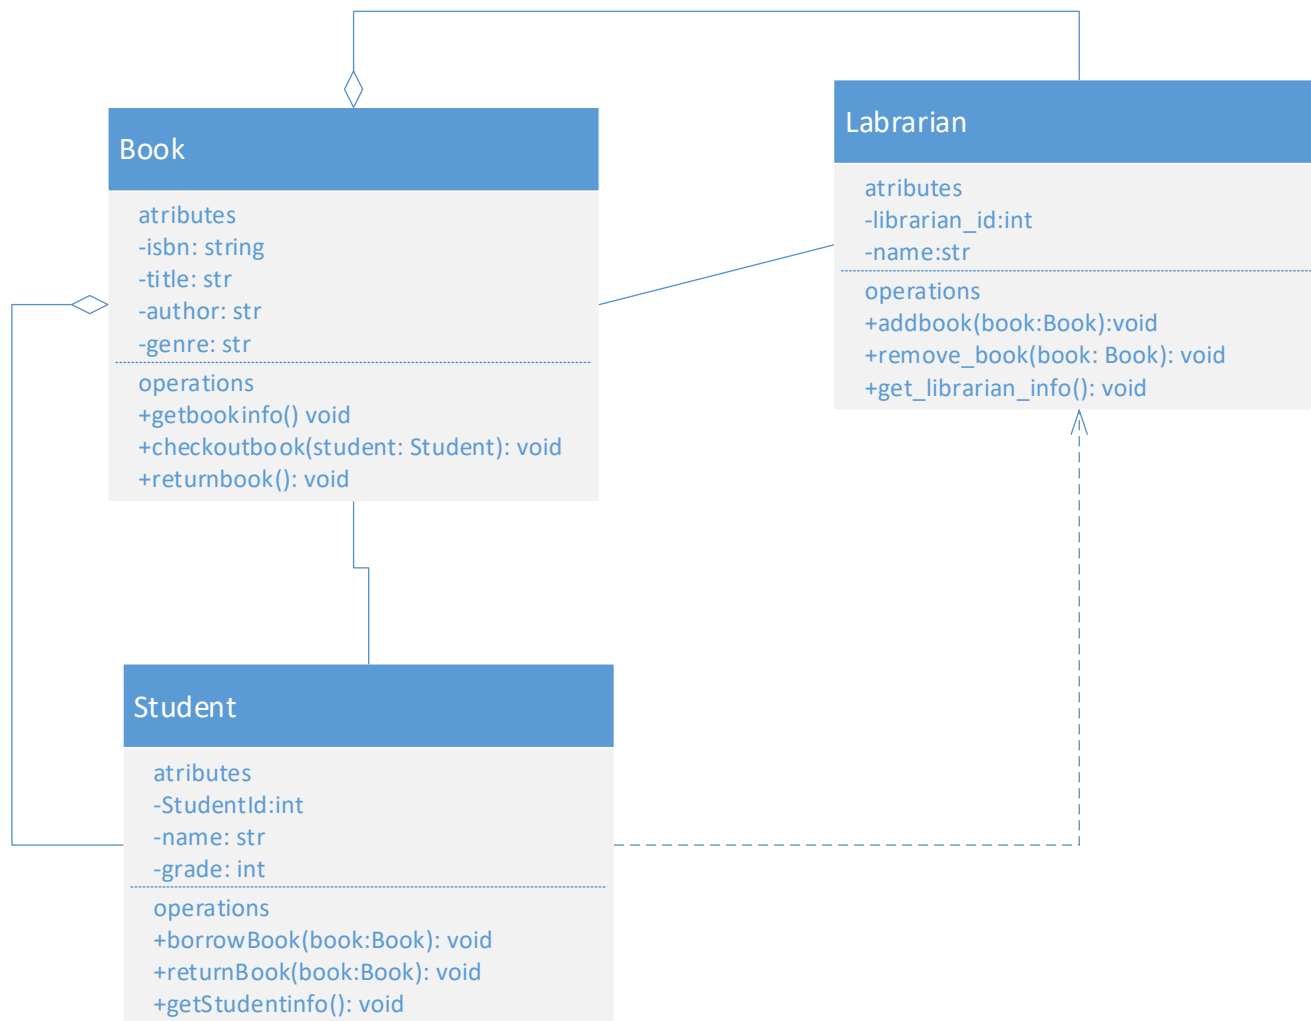 Book
atributes
-isbn: string
-title: str
-author: str
-genre: str
operations
+getbookinfo() void
+checkoutbook(student: Student): void
+returnbook(): void
Labrarian
atributes
-librarian_id:int
-name:str
operations
+addbook(book:Book):void
+remove_book(book: Book): void
+get_librarian_info(): void
Student
atributes
-StudentId:int
-name: str
-grade: int
operations
+borrowBook(book:Book): void
+returnBook(book:Book): void
+getStudentinfo(): void